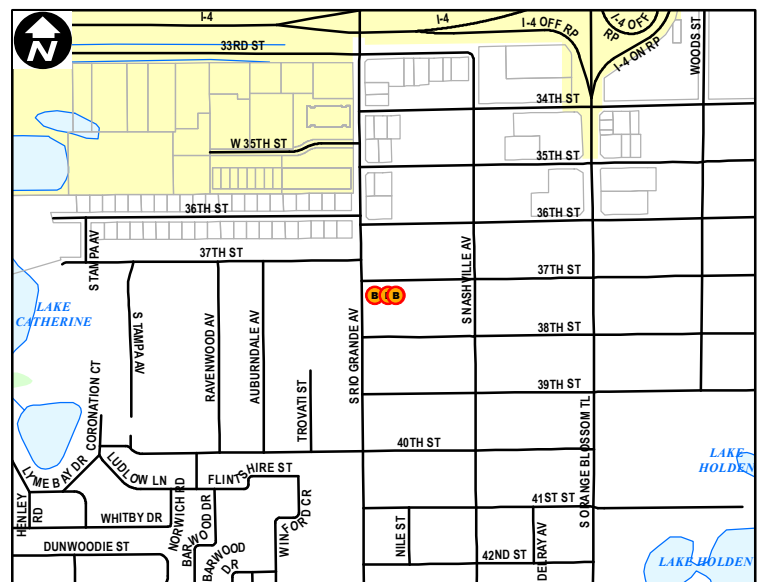 I-4
I-4
I-4 OFF RP
I-4 OFF RP
I-4 ON RP
WOODS ST
N
33RD ST
34TH ST
W 35TH ST
35TH ST
36TH ST
36TH ST
S TAMPA AV
37TH ST
S NASHVILLE AV
37TH ST
B
B
LAKE
CATHERINE
S TAMPA AV
RAVENWOOD AV
AUBURNDALE AV
S RIO GRANDE AV
38TH ST
TROVATI ST
39TH ST
CORONATION CT
S ORANGE BLOSSOM TL
40TH ST
LAKE
HOLDEN
LYME BAY DR
LUDLOW LN
FLINTSHIRE ST
HENLEY
RD
WHITBY DR
NORWICH RD
BARWOOD DR
WINFORD CR
41ST ST
NILE ST
DELRAY AV
DUNWOODIE ST
BARWOOD
DR
42ND ST
LAKE HOLDEN